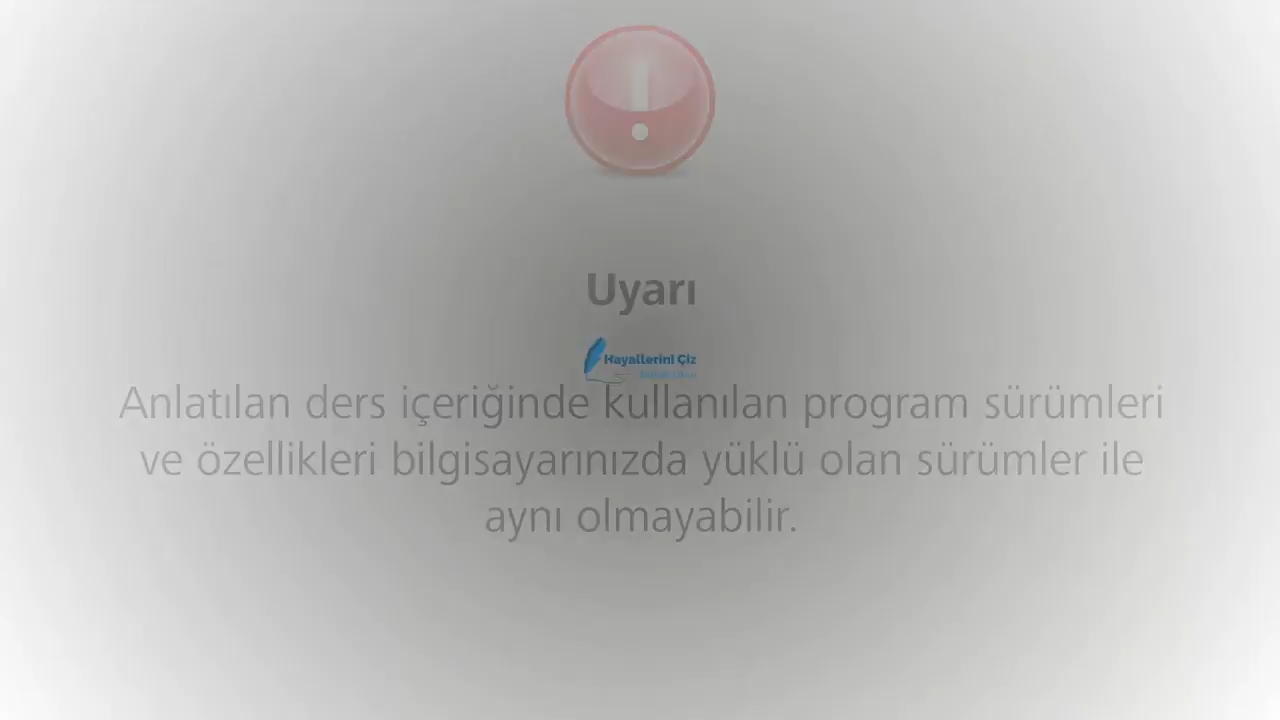 Uyarı
Hayallerini Çiz
Anlatılan ders içeriğinde kullanılan program sürümleri
ve özellikleri bilgisayarınızda yüklü olan sürümler ile
aynı olmayabilir.